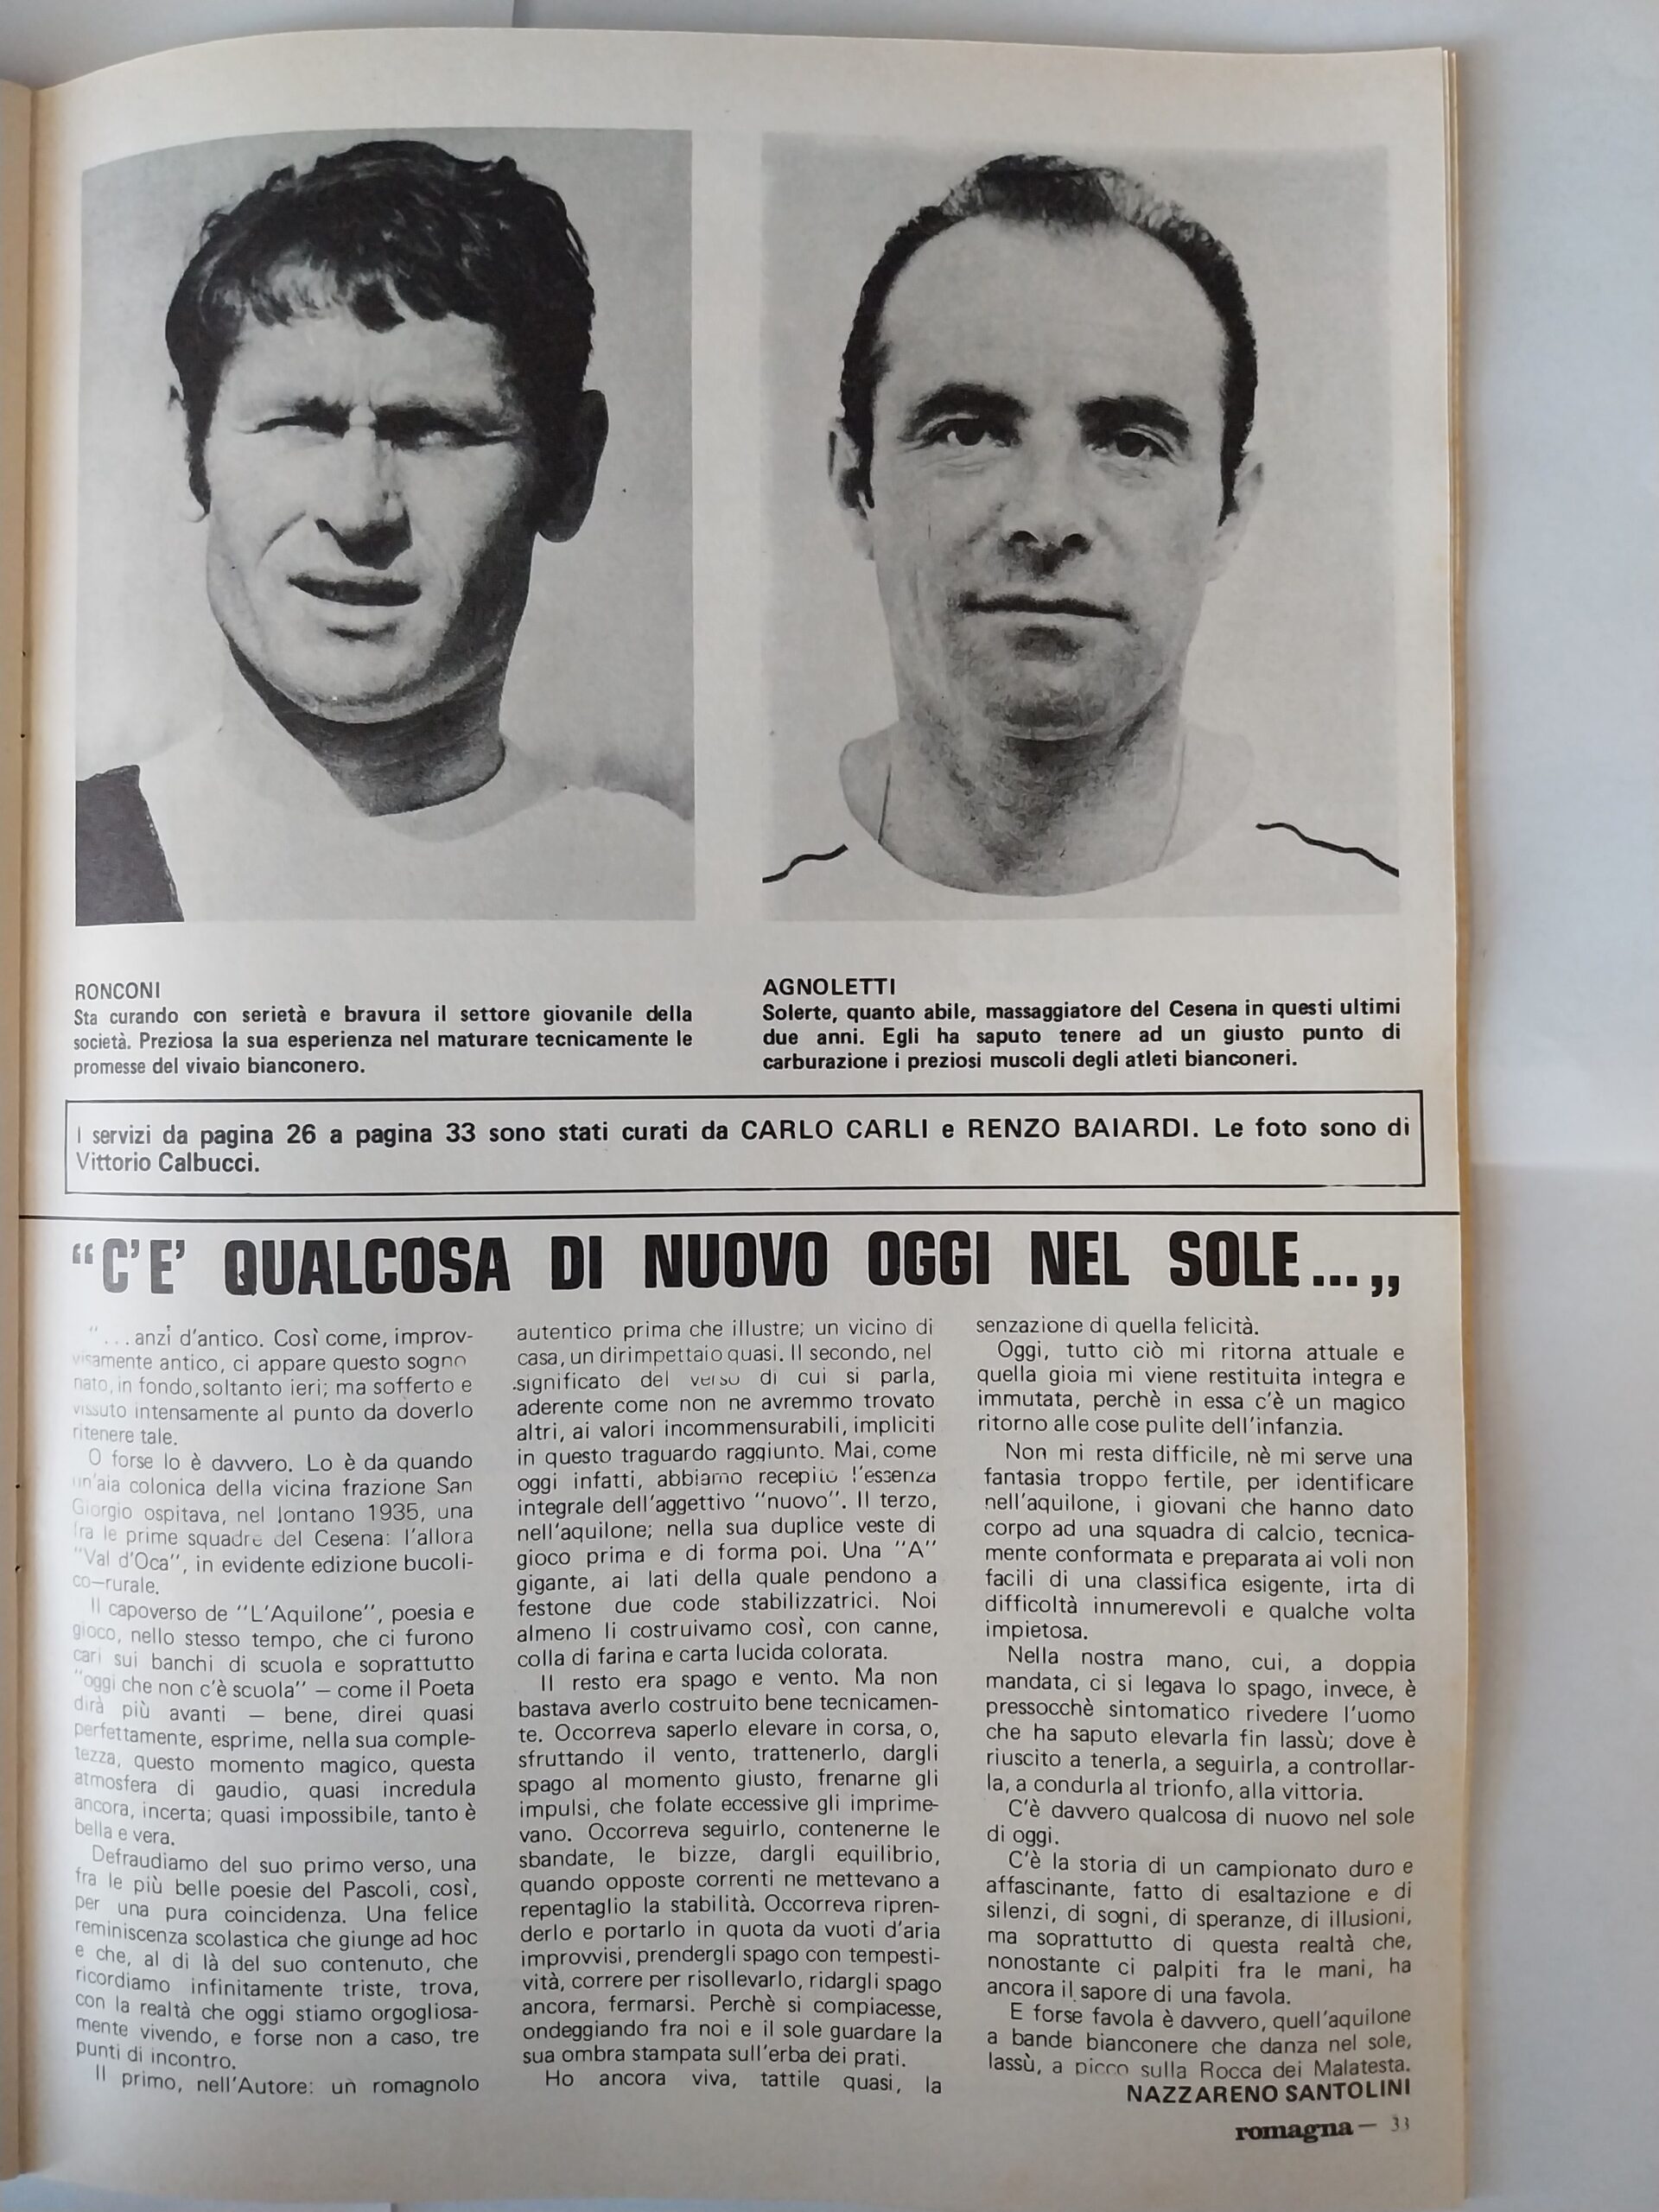 RONCONI
Sta curando con serietà e bravura il settore giovanile della
società. Preziosa la sua esperienza nel maturare tecnicamente le
promesse del vivaio bianconero.
AGNOLETTI
Solerte, quanto abile, massaggiatore del Cesena in questi ultimi
due anni. Egli ha saputo tenere ad un giusto punto di
carburazione i preziosi muscoli degli atleti bianconeri.
I servizi da pagina 26 a pagina 33 sono stati curati da CARLO CARLI e RENZO BAIARDI. Le foto sono di
Vittorio Calbucci.
“C'E' QUALCOSA DI NUOVO OGGI NEL SOLE...„
"...anzi d'antico. Così come, improv-
visamente antico, ci appare questo sogno
nato, in fondo, soltanto ieri; ma sofferto e
vissuto intensamente al punto da doverlo
ritenere tale.
O forse lo è davvero. Lo è da quando
un'aia colonica della vicina frazione San
Giorgio ospitava, nel lontano 1935, una
fra le prime squadre del Cesena: l'allora
"Val d'Oca", in evidente edizione bucoli-
co—rurale.
Il capoverso de "L'Aquilone", poesia e
gioco, nello stesso tempo, che ci furono
cari sui banchi di scuola e soprattutto
"oggi che non c'è scuola" — come il Poeta
dirà più avanti — bene, direi quasi
perfettamente, esprime, nella sua comple-
tezza, questo momento magico, questa
atmosfera di gaudio, quasi incredula
ancora, incerta; quasi impossibile, tanto è
bella e vera.
Defraudiamo del suo primo verso, una
fra le più belle poesie del Pascoli, così,
per una pura coincidenza. Una felice
reminiscenza scolastica che giunge ad hoc
e che, al di là del suo contenuto, che
ricordiamo infinitamente triste, trova,
con la realtà che oggi stiamo orgogliosa-
mente vivendo, e forse non a caso, tre
punti di incontro.
Il primo, nell'Autore: un romagnolo
autentico prima che illustre; un vicino di
casa, un dirimpettaio quasi. Il secondo, nel
significato del verso di cui si parla,
aderente come non ne avremmo trovato
altri, ai valori incommensurabili, impliciti
in questo traguardo raggiunto. Mai, come
oggi infatti, abbiamo recepito l'essenza
integrale dell'aggettivo "nuovo". Il terzo,
nell'aquilone; nella sua duplice veste di
gioco prima e di forma poi. Una "A"
gigante, ai lati della quale pendono a
festone due code stabilizzatrici. Noi
almeno li costruivamo così, con canne,
colla di farina e carta lucida colorata.
Il resto era spago e vento. Ma non
bastava averlo costruito bene tecnicamen-
te. Occorreva saperlo elevare in corsa, o,
sfruttando il vento, trattenerlo, dargli
spago al momento giusto, frenarne gli
impulsi, che folate eccessive gli imprime-
vano. Occorreva seguirlo, contenerne le
sbandate, le bizze, dargli equilibrio,
quando opposte correnti ne mettevano a
repentaglio la stabilità. Occorreva ripren-
derlo e portarlo in quota da vuoti d'aria
improvvisi, prendergli spago con tempesti-
vità, correre per risollevarlo, ridargli spago
ancora, fermarsi. Perchè si compiacesse,
ondeggiando fra noi e il sole guardare la
sua ombra stampata sull'erba dei prati.
Ho ancora viva, tattile quasi, la
senzazione di quella felicità.
Oggi, tutto ciò mi ritorna attuale e
quella gioia mi viene restituita integra e
immutata, perchè in essa c'è un magico
ritorno alle cose pulite dell'infanzia.
Non mi resta difficile, nè mi serve una
fantasia troppo fertile, per identificare
nell'aquilone, i giovani che hanno dato
corpo ad una squadra di calcio, tecnica-
mente conformata e preparata ai voli non
facili di una classifica esigente, irta di
difficoltà innumerevoli e qualche volta
impietosa.
Nella nostra mano, cui, a doppia
mandata, ci si legava lo spago, invece, è
pressocchè sintomatico rivedere l'uomo
che ha saputo elevarla fin lassù; dove è
riuscito a tenerla, a seguirla, a controllar-
la, a condurla al trionfo, alla vittoria.
C'è davvero qualcosa di nuovo nel sole
di oggi.
C'è la storia di un campionato duro e
affascinante, fatto di esaltazione e di
silenzi, di sogni, di speranze, di illusioni,
ma soprattutto di questa realtà che,
nonostante ci palpiti fra le mani, ha
ancora il sapore di una favola.
E forse favola è davvero, quell'aquilone
a bande bianconere che danza nel sole,
lassù, a picco sulla Rocca dei Malatesta.
NAZZARENO SANTOLINI
romagna — 33